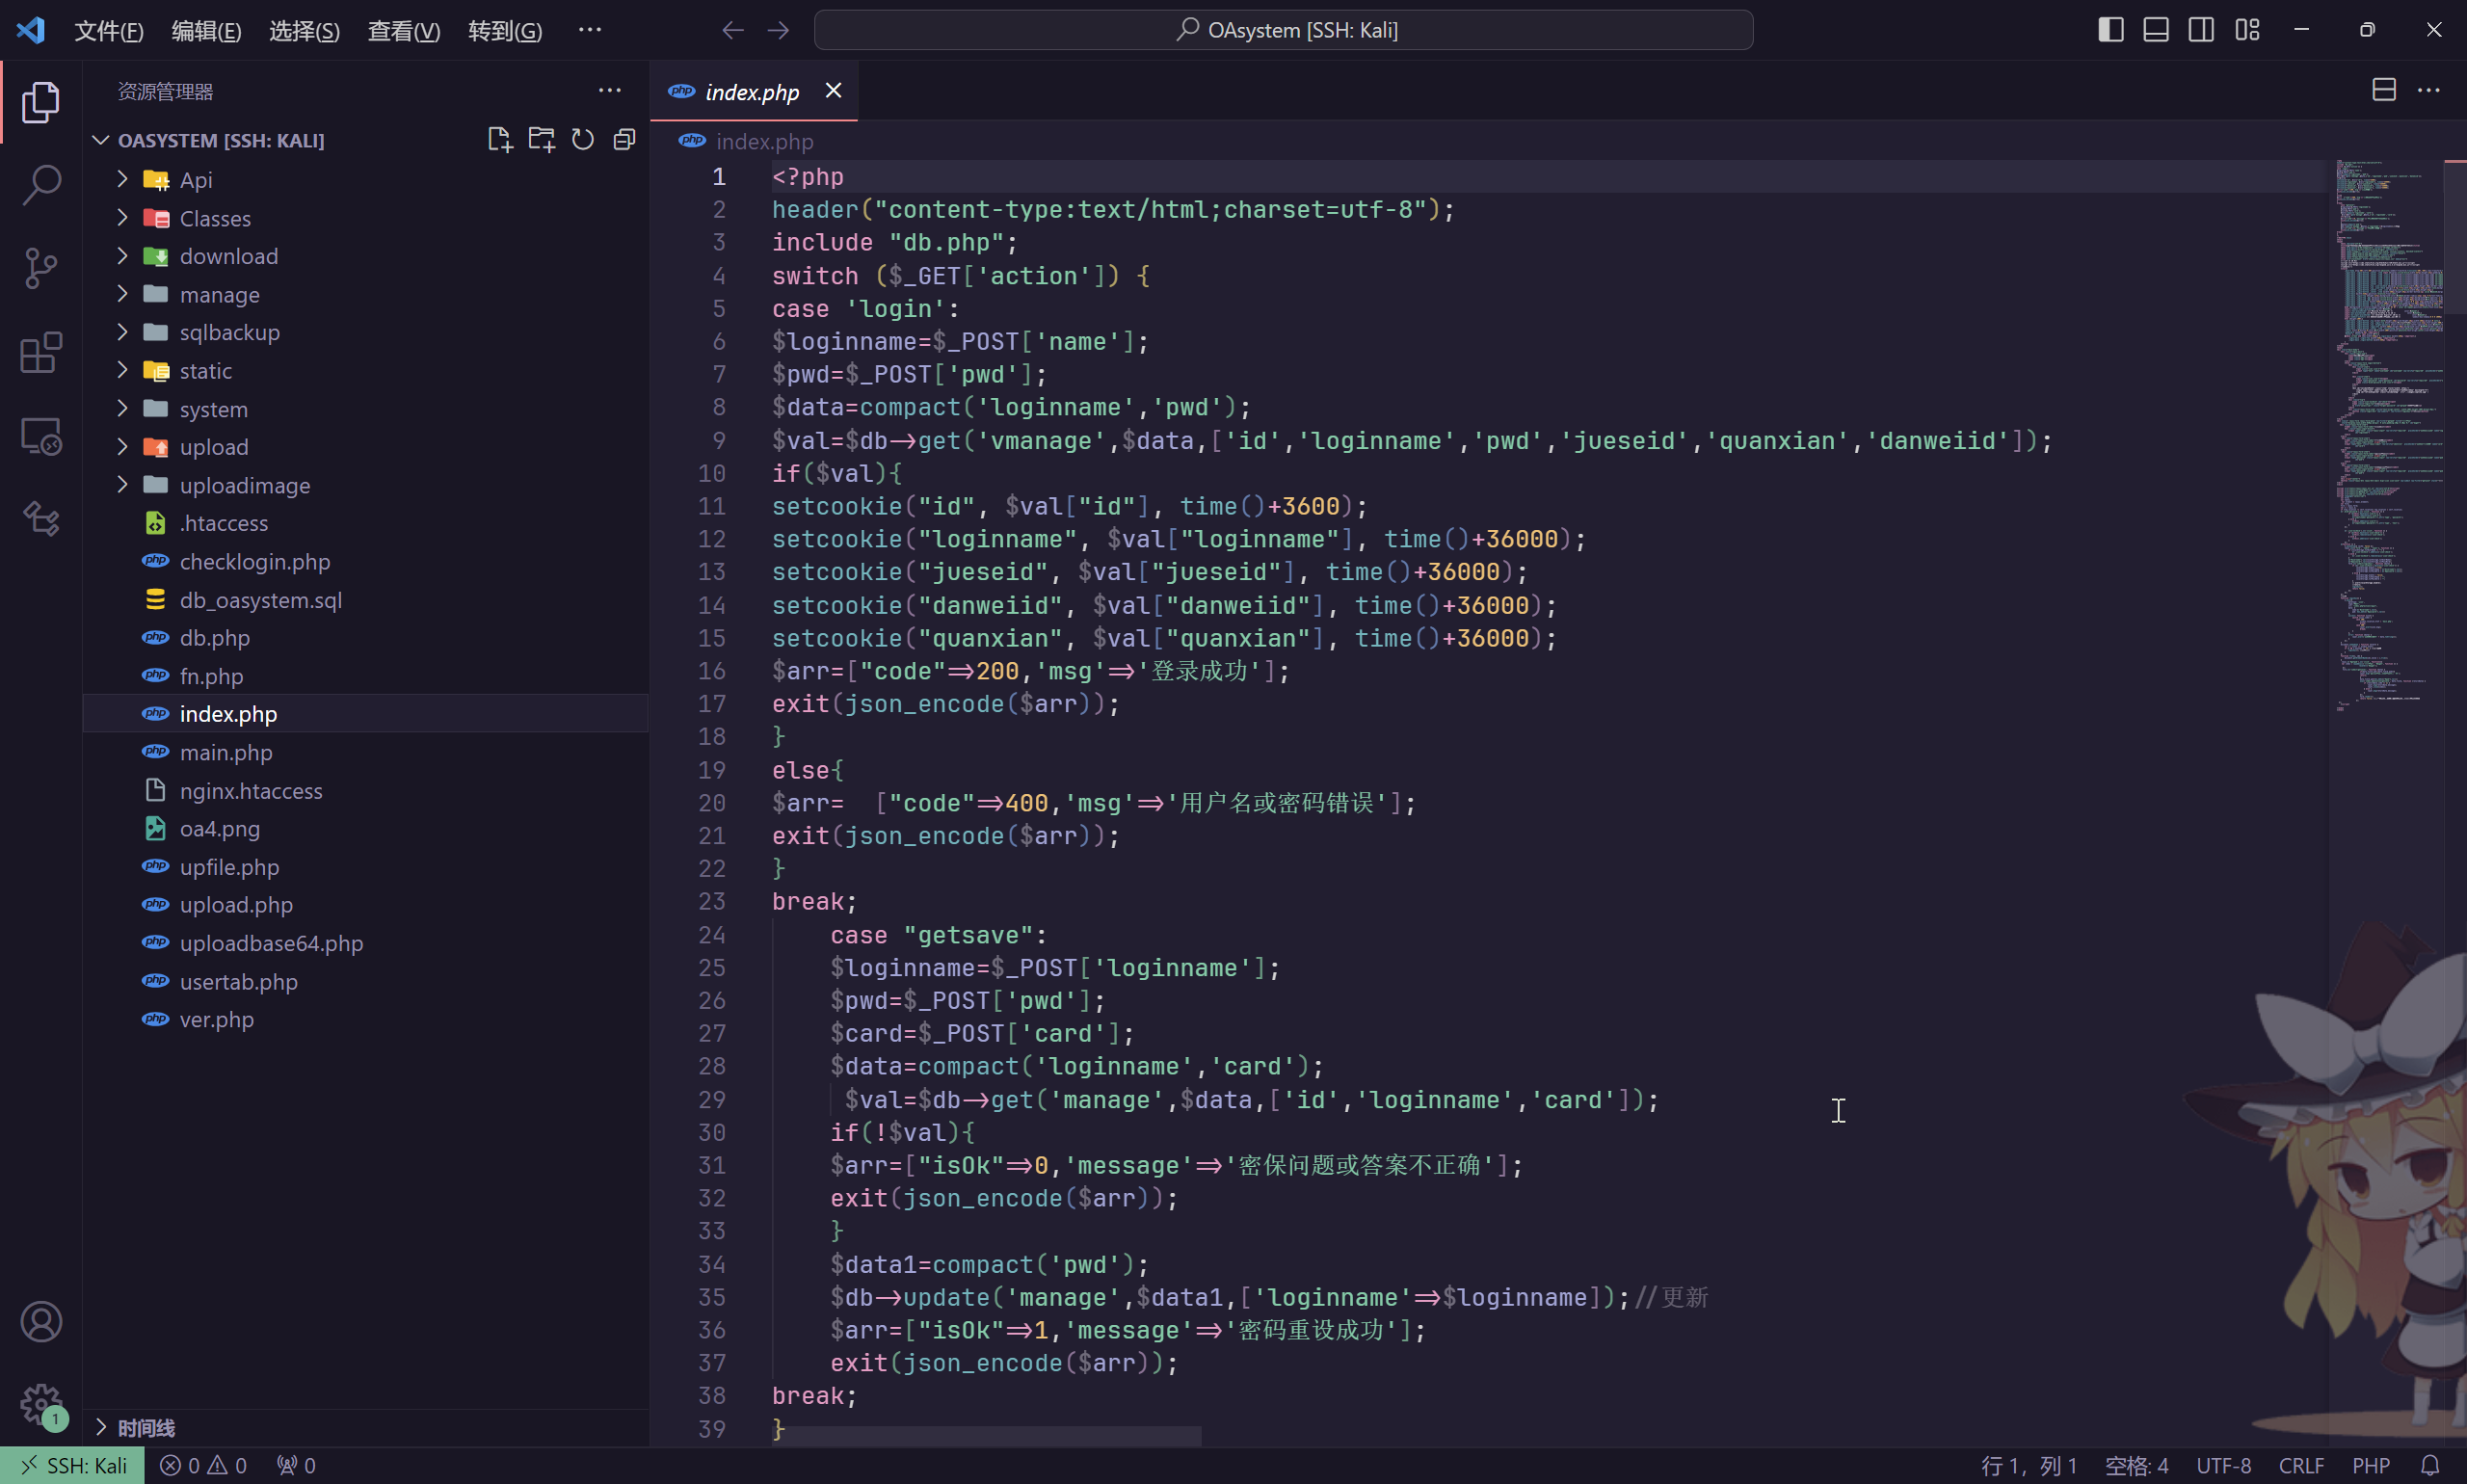 文件(F) 编辑(E) 选择(S) 查看(V) 转到(G) ··· OAsystem [SSH: Kali]
资源管理器 ···
OASYSTEM [SSH: KALI]
Api
Classes
download
manage
sqlbackup
static
system
upload
uploadimage
.htaccess
checklogin.php
db_oasystem.sql
db.php
fn.php
index.php
main.php
nginx.htaccess
oa4.png
upfile.php
upload.php
uploadbase64.php
usertab.php
ver.php
时间线
php index.php
php index.php
1 <?php
2 header("content-type:text/html;charset=utf-8");
3 include "db.php";
4 switch ($_GET['action']) {
5 case 'login':
6 $loginname=$_POST['name'];
7 $pwd=$_POST['pwd'];
8 $data=compact('loginname','pwd');
9 $val=$db->get('vmanage',$data,['id','loginname','pwd','jueseid','quanxian','danweiid']);
10 if($val){
11 setcookie("id", $val["id"], time()+3600);
12 setcookie("loginname", $val["loginname"], time()+36000);
13 setcookie("jueseid", $val["jueseid"], time()+36000);
14 setcookie("danweiid", $val["danweiid"], time()+36000);
15 setcookie("quanxian", $val["quanxian"], time()+36000);
16 $arr=["code"=>200,'msg'=>'登录成功'];
17 exit(json_encode($arr));
18 }
19 else{
20 $arr=  ["code"=>400,'msg'=>'用户名或密码错误'];
21 exit(json_encode($arr));
22 }
23 break;
24     case "getsave":
25     $loginname=$_POST['loginname'];
26     $pwd=$_POST['pwd'];
27     $card=$_POST['card'];
28     $data=compact('loginname','card');
29      $val=$db->get('manage',$data,['id','loginname','card']);
30     if(!$val){
31     $arr=["isOk"=>0,'message'=>'密保问题或答案不正确'];
32     exit(json_encode($arr));
33     }
34     $data1=compact('pwd');
35     $db->update('manage',$data1,['loginname'=>$loginname]);//更新
36     $arr=["isOk"=>1,'message'=>'密码重设成功'];
37     exit(json_encode($arr));
38 break;
39 }
1
SSH: Kali 0 0 0 行 1，列 1 空格: 4 UTF-8 CRLF PHP